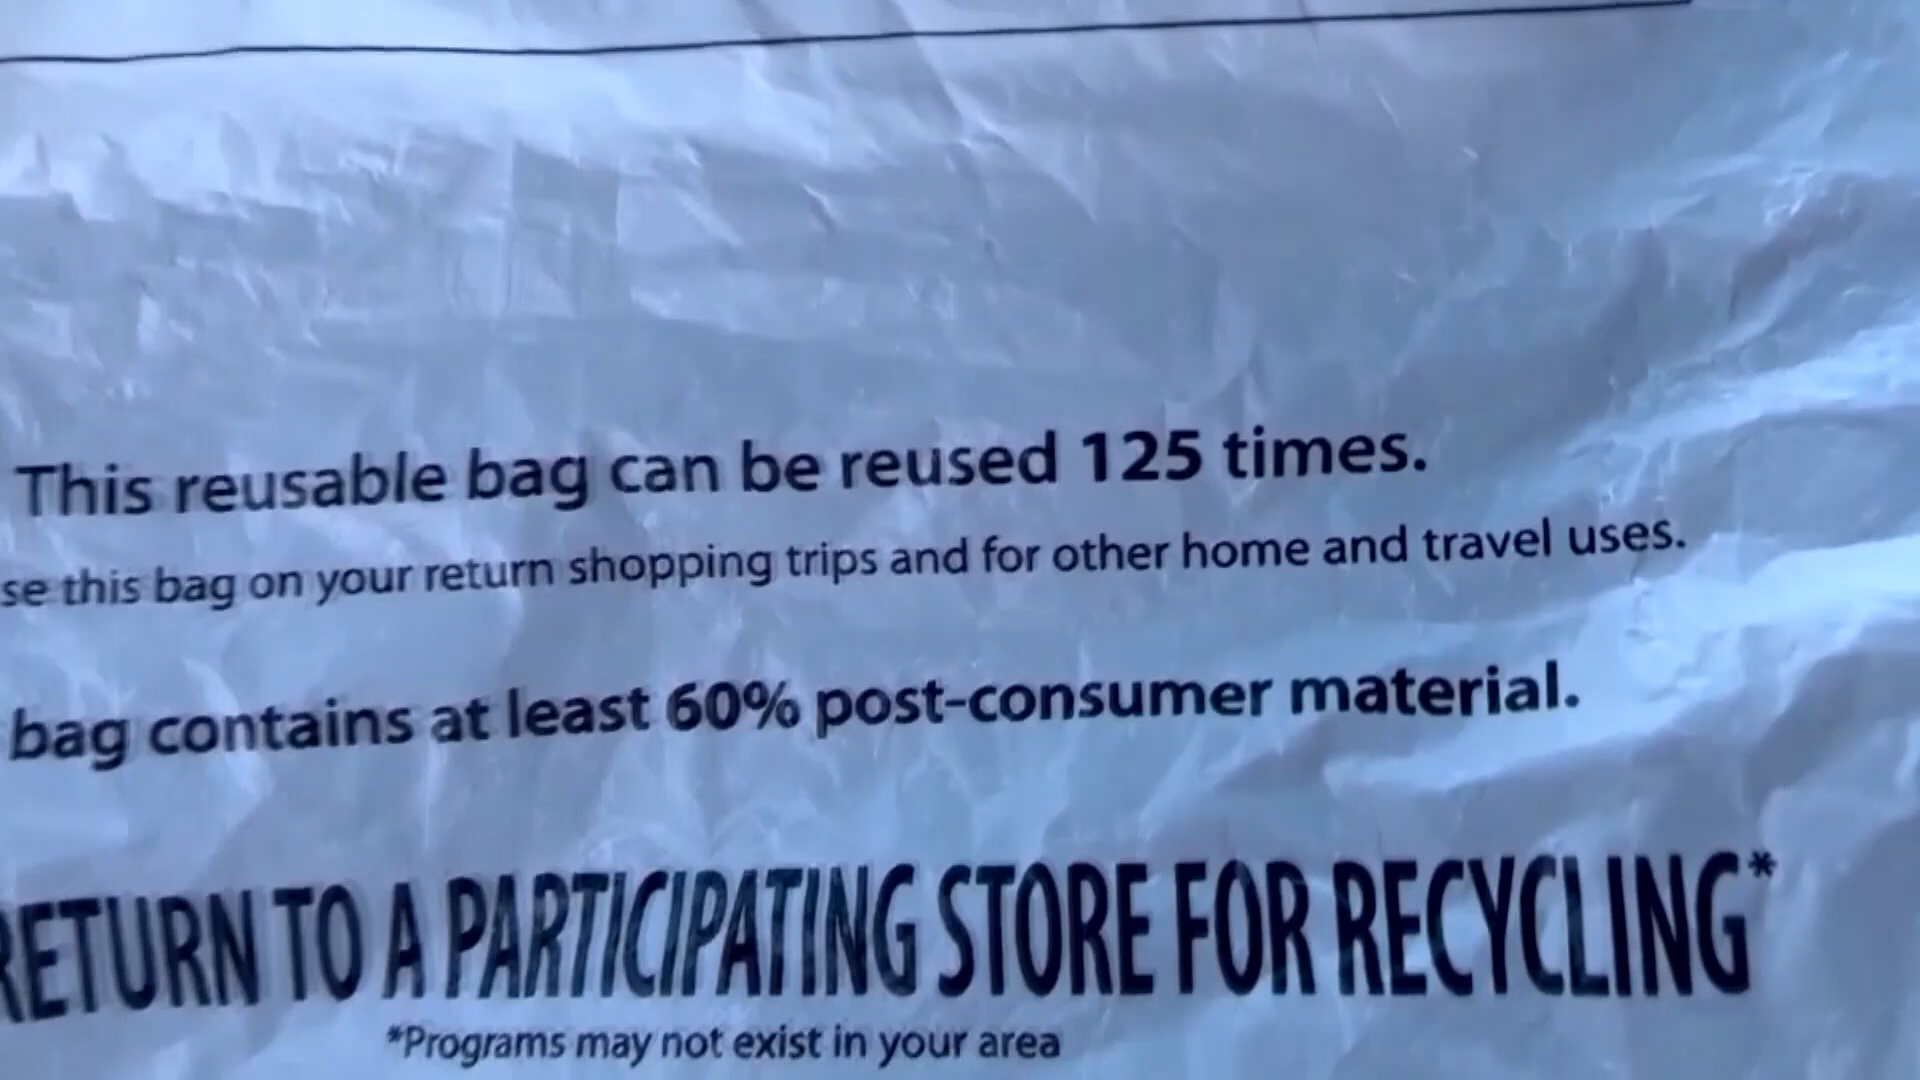 This reusable bag can be reused 125 times.
se this bag on your return shopping trips and for other home and travel uses.
bag contains at least 60% post-consumer material.
RETURN TO A PARTICIPATING STORE FOR RECYCLING*
*Programs may not exist in your area